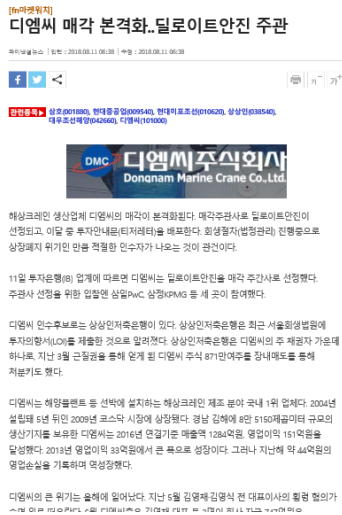 [fn마켓워치]
디엠씨 매각 본격화..딜로이트안진 주관
파이낸셜뉴스 | 입력 : 2018.08.11 06:38 | 수정 : 2018.08.11 06:38
가- 가+
관련종목▶ 삼호(001880), 현대중공업(009540), 현대미포조선(010620), 상상인(038540),
대우조선해양(042660), 디엠씨(101000)
DMC 디엠씨주식회사
Dongnam Marine Crane Co.,Ltd.
해상크레인 생산업체 디엠씨의 매각이 본격화된다. 매각주관사로 딜로이트안진이
선정되고, 이달 중 투자안내문(티저레터)을 배포한다. 회생절차(법정관리) 진행중으로
상장폐지 위기인 만큼 적절한 인수자가 나오는 것이 관건이다.
11일 투자은행(IB) 업계에 따르면 디엠씨는 딜로이트안진을 매각 주간사로 선정했다.
주관사 선정을 위한 입찰엔 삼일PwC, 삼정KPMG 등 세 곳이 참여했다.
디엠씨 인수후보로는 상상인저축은행이 있다. 상상인저축은행은 최근 서울회생법원에
투자의향서(LOI)를 제출한 것으로 알려졌다. 상상인저축은행은 디엠씨의 주 채권자 가운데
하나로, 지난 3월 근질권을 통해 얻게 된 디엠씨 주식 871만여주를 장내매도를 통해
처분키도 했다.
디엠씨는 해양플랜트 등 선박에 설치하는 해상크레인 제조 분야 국내 1위 업체다. 2004년
설립돼 5년 뒤인 2009년 코스닥 시장에 상장됐다. 경남 김해에 8만 5150제곱미터 규모의
생산기지를 보유한 디엠씨는 2016년 연결기준 매출액 1284억원, 영업이익 151억원을
달성했다. 2013년 영업이익 33억원에서 큰 폭으로 성장이다. 그러나 지난해 약 44억원의
영업손실을 기록하며 역성장했다.
디엠씨의 큰 위기는 올해에 일어났다. 지난 5월 김영재·김영식 전 대표이사의 횡령 혐의가